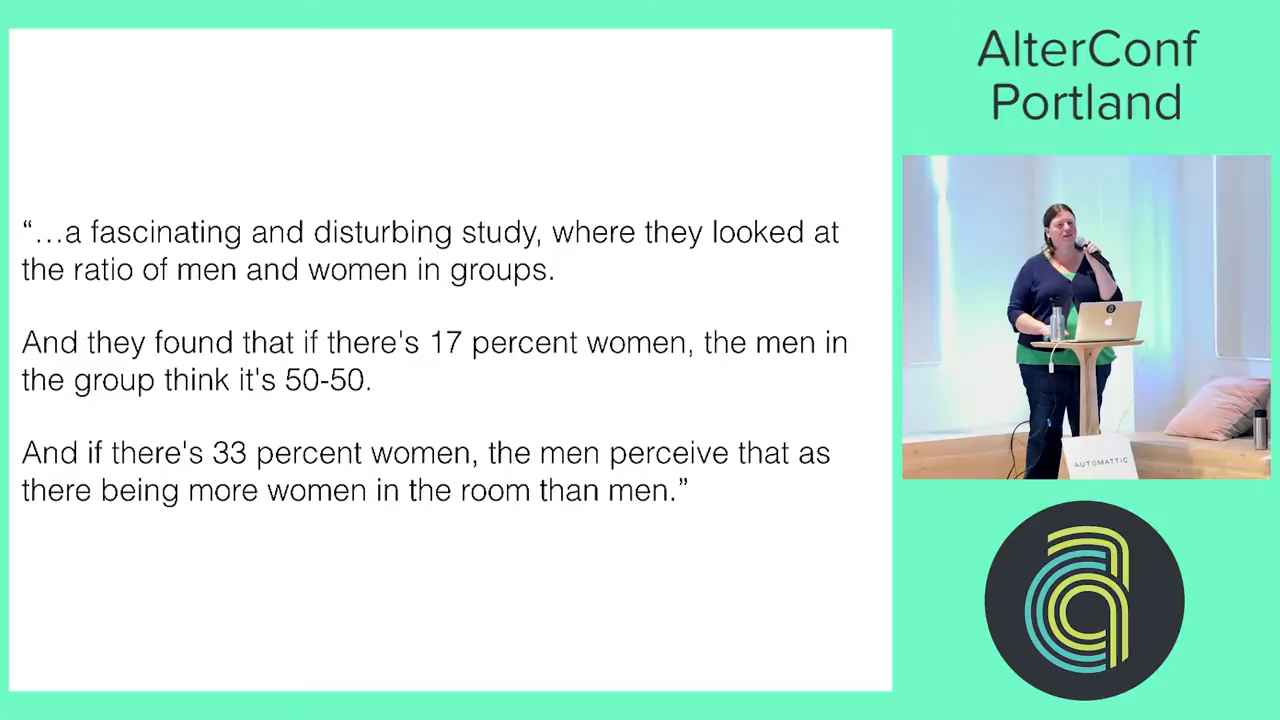 AlterConf
Portland
“…a fascinating and disturbing study, where they looked at
the ratio of men and women in groups.
And they found that if there's 17 percent women, the men in
the group think it's 50-50.
And if there's 33 percent women, the men perceive that as
there being more women in the room than men.”
AUTOMATTIC